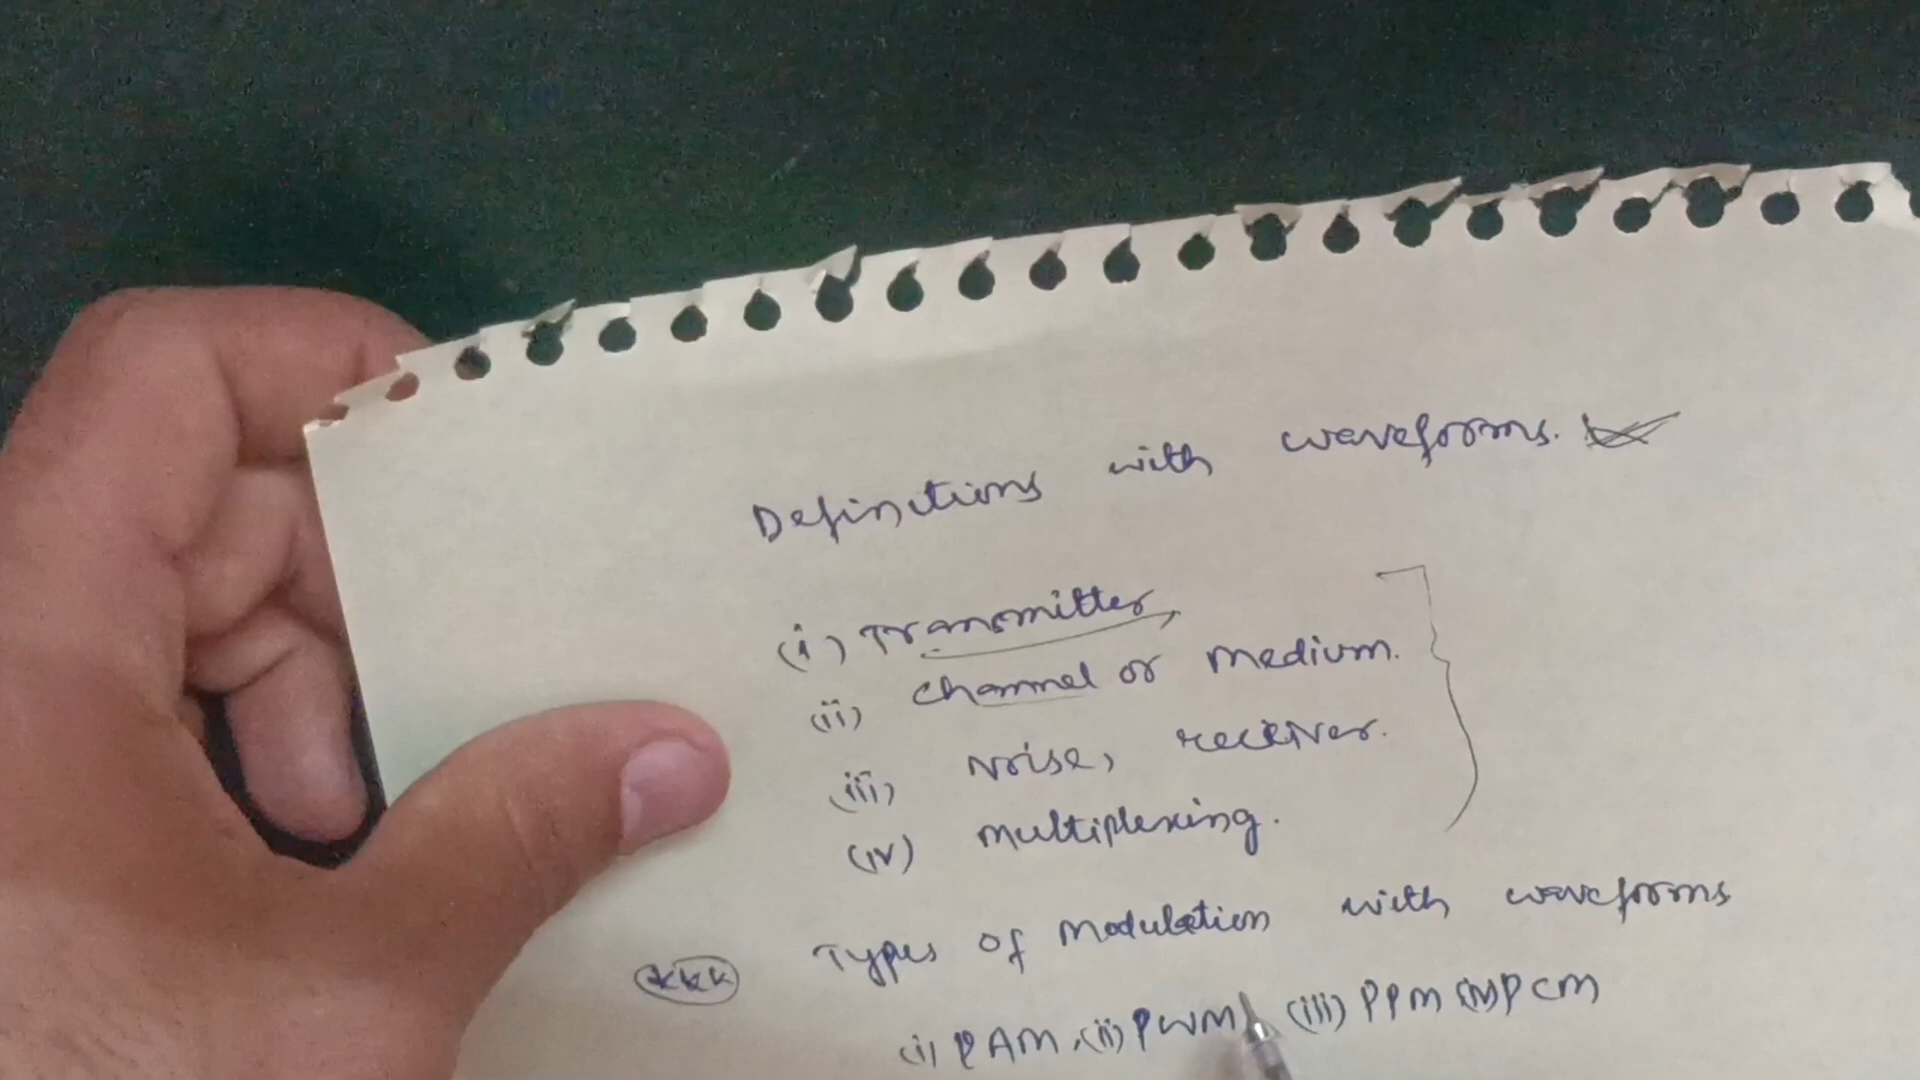 Definitions with waveforms.
(i) Transmitter,
(ii) channel or medium.
(iii) Noise, receiver.
(iv) multiplexing.
*** Types of modulation with waveforms
(i) PAM, (ii) PWM, (iii) PPM (iv) PCM